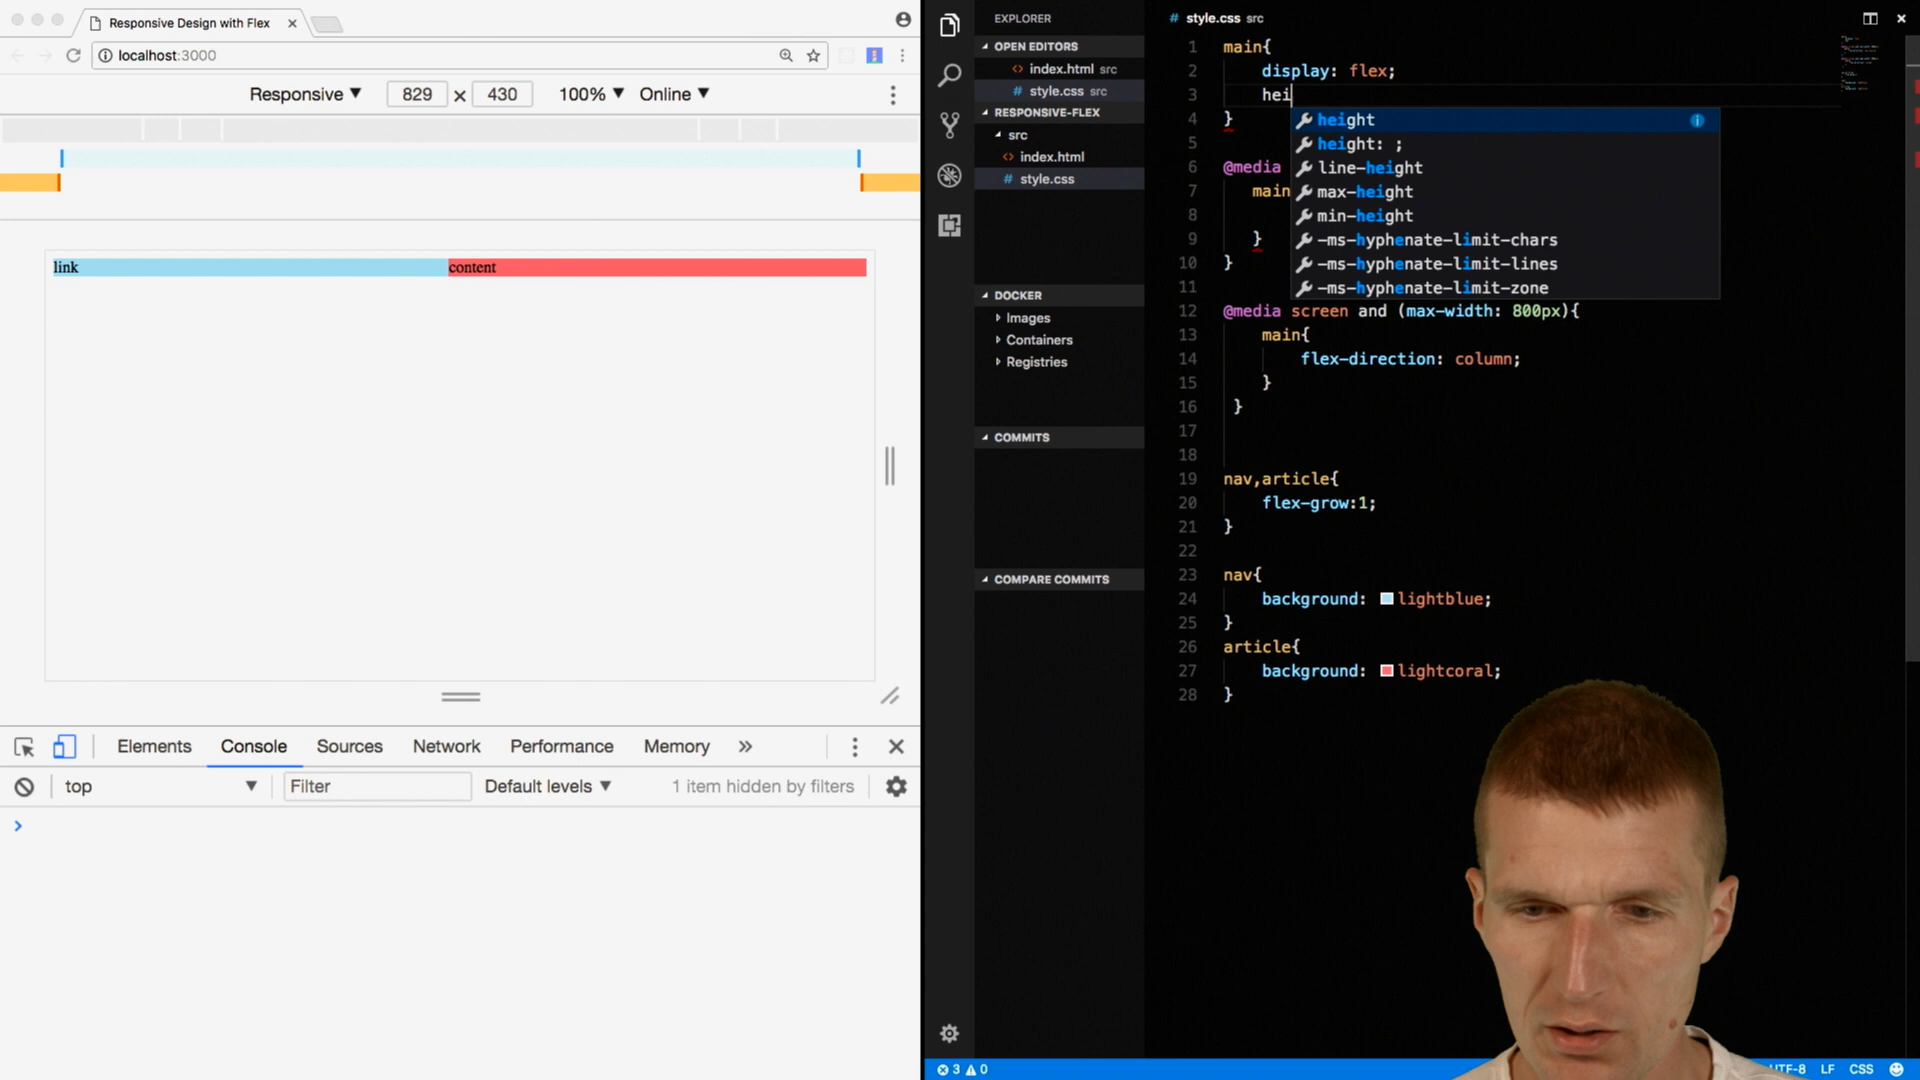 Responsive Design with Flex
localhost:3000
Responsive ▼ 829 × 430 100% ▼ Online ▼
link
content
Elements Console Sources Network Performance Memory »
top ▼ Filter Default levels ▼ 1 item hidden by filters
EXPLORER
OPEN EDITORS
<> index.html src
# style.css src
RESPONSIVE-FLEX
src
<> index.html
# style.css
DOCKER
Images
Containers
Registries
COMMITS
COMPARE COMMITS
# style.css src
1 main{
2 display: flex;
3 hei
4 }
5
6 @media
7 main
8
9 }
10 }
11
12 @media screen and (max-width: 800px){
13 main{
14 flex-direction: column;
15 }
16 }
17
18
19 nav,article{
20 flex-grow:1;
21 }
22
23 nav{
24 background: lightblue;
25 }
26 article{
27 background: lightcoral;
28 }
height
height: ;
line-height
max-height
min-height
-ms-hyphenate-limit-chars
-ms-hyphenate-limit-lines
-ms-hyphenate-limit-zone
3 0
UTF-8 LF CSS